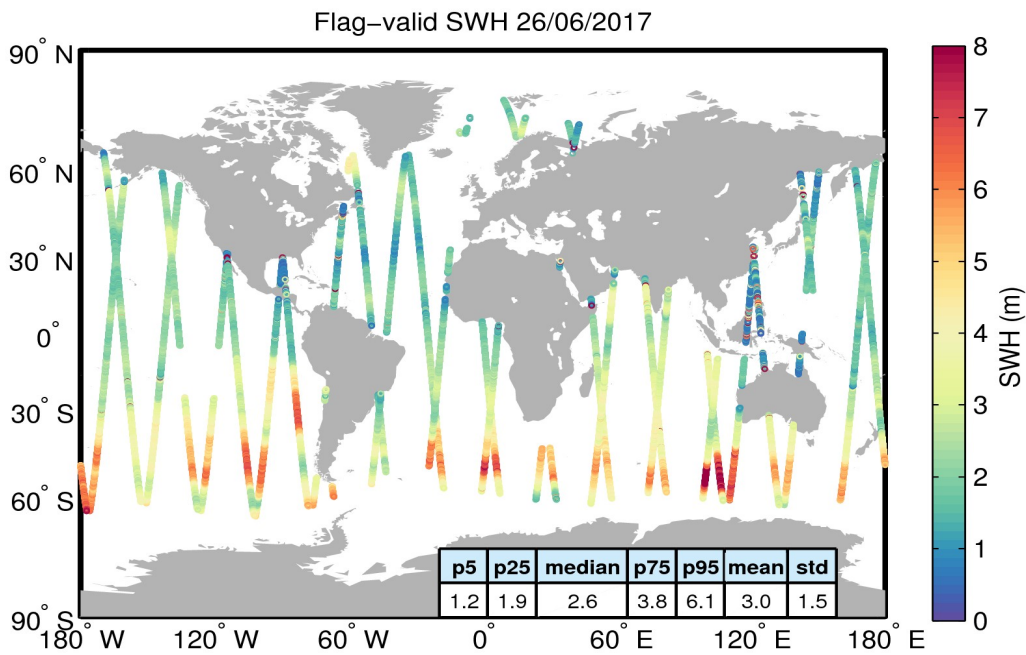 Flag−valid SWH 26/06/2017
90° N
60° N
30° N
0°
30° S
60° S
90° S
180° W
120° W
60° W
0°
60° E
120° E
180° E
p5 p25 median p75 p95 mean std
1.2 1.9 2.6 3.8 6.1 3.0 1.5
8
7
6
5
4
3
2
1
0
SWH (m)